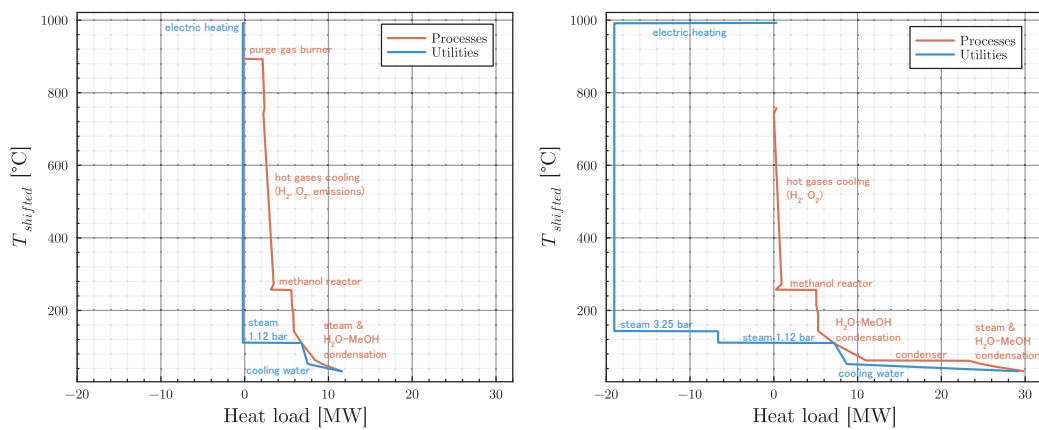 1000
800
600
400
200
−20
−10
0
10
20
30
T shifted [°C]
Heat load [MW]
electric heating
purge gas burner
Processes
Utilities
hot gases cooling
(H₂, O₂, emissions)
methanol reactor
steam
1.12 bar
steam &
H₂O-MeOH
condensation
cooling water
1000
800
600
400
200
0
−20
−10
0
10
20
30
T shifted [°C]
Heat load [MW]
electric heating
Processes
Utilities
hot gases cooling
(H₂, O₂)
methanol reactor
steam 3.25 bar
steam 1.12 bar
H₂O-MeOH
condensation
condenser
steam &
H₂O-MeOH
condensation
cooling water